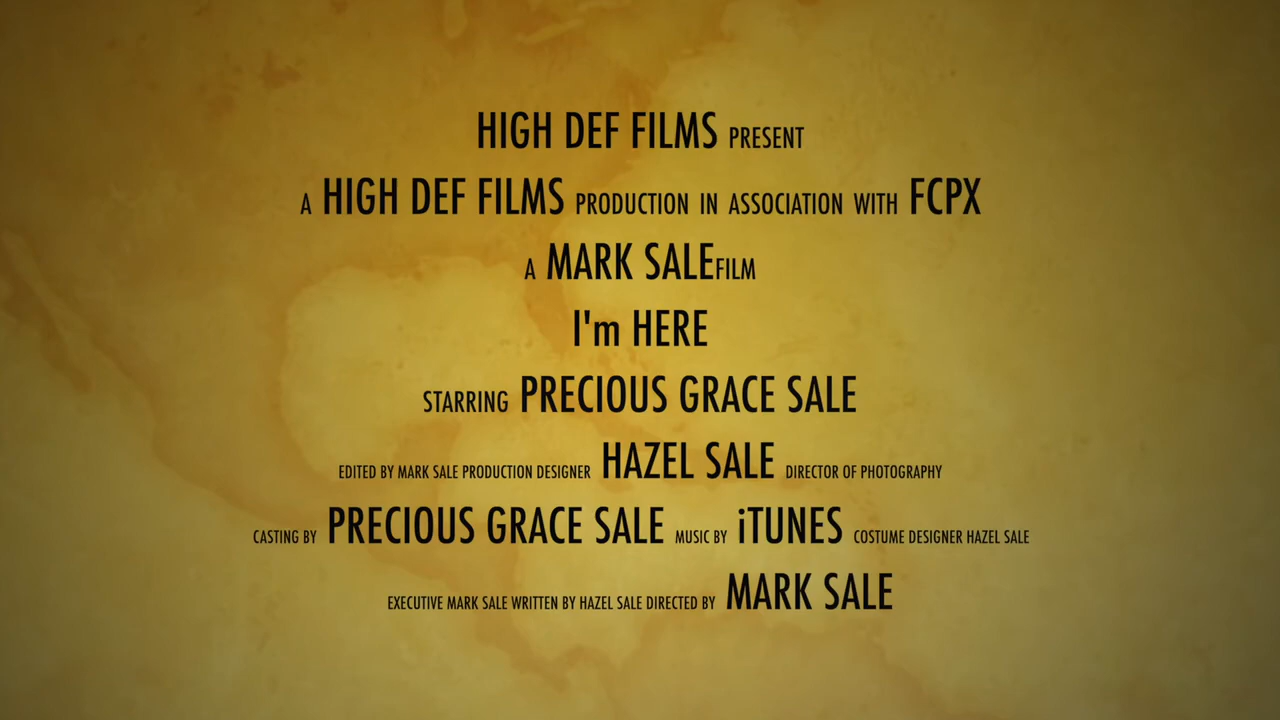 HIGH DEF FILMS PRESENT
A HIGH DEF FILMS PRODUCTION IN ASSOCIATION WITH FCPX
A MARK SALEFILM
I'm HERE
STARRING PRECIOUS GRACE SALE
EDITED BY MARK SALE PRODUCTION DESIGNER HAZEL SALE DIRECTOR OF PHOTOGRAPHY
CASTING BY PRECIOUS GRACE SALE MUSIC BY iTUNES COSTUME DESIGNER HAZEL SALE
EXECUTIVE MARK SALE WRITTEN BY HAZEL SALE DIRECTED BY MARK SALE